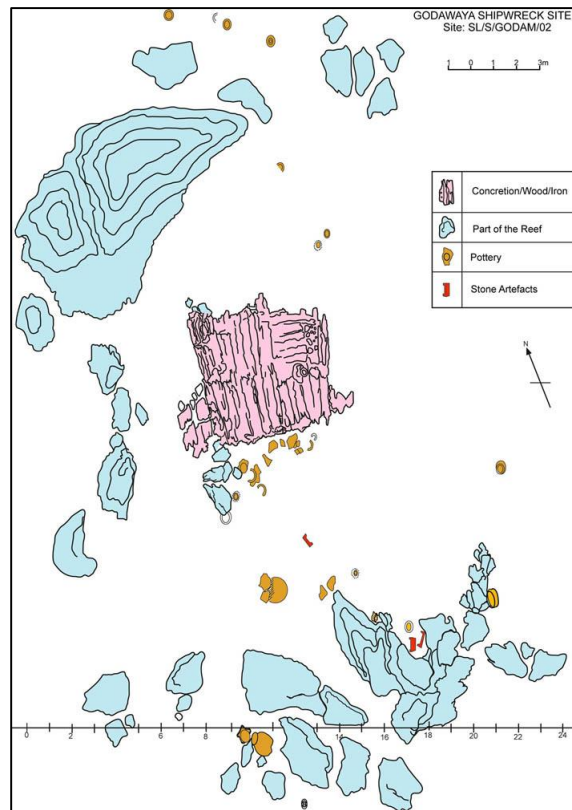 GODAWAYA SHIPWRECK SITE
Site: SL/S/GODAM/02
1 0 1 2 3m
Concretion/Wood/Iron
Part of the Reef
Pottery
Stone Artefacts
N
0 2 4 6 8 10 12 14 16 18 20 22 24